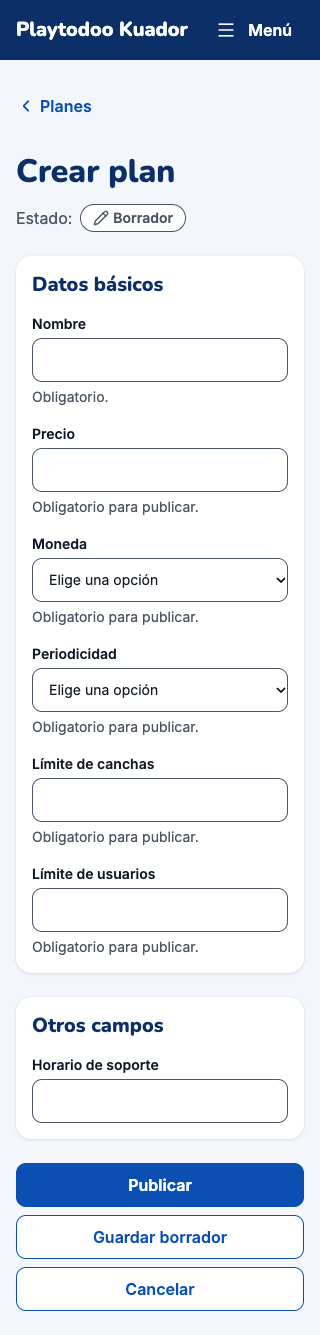 Playtodoo Kuador
Menú
Planes
Crear plan
Estado: Borrador
Datos básicos
Nombre
Obligatorio.
Precio
Obligatorio para publicar.
Moneda
Elige una opción
Obligatorio para publicar.
Periodicidad
Elige una opción
Obligatorio para publicar.
Límite de canchas
Obligatorio para publicar.
Límite de usuarios
Obligatorio para publicar.
Otros campos
Horario de soporte
Publicar
Guardar borrador
Cancelar